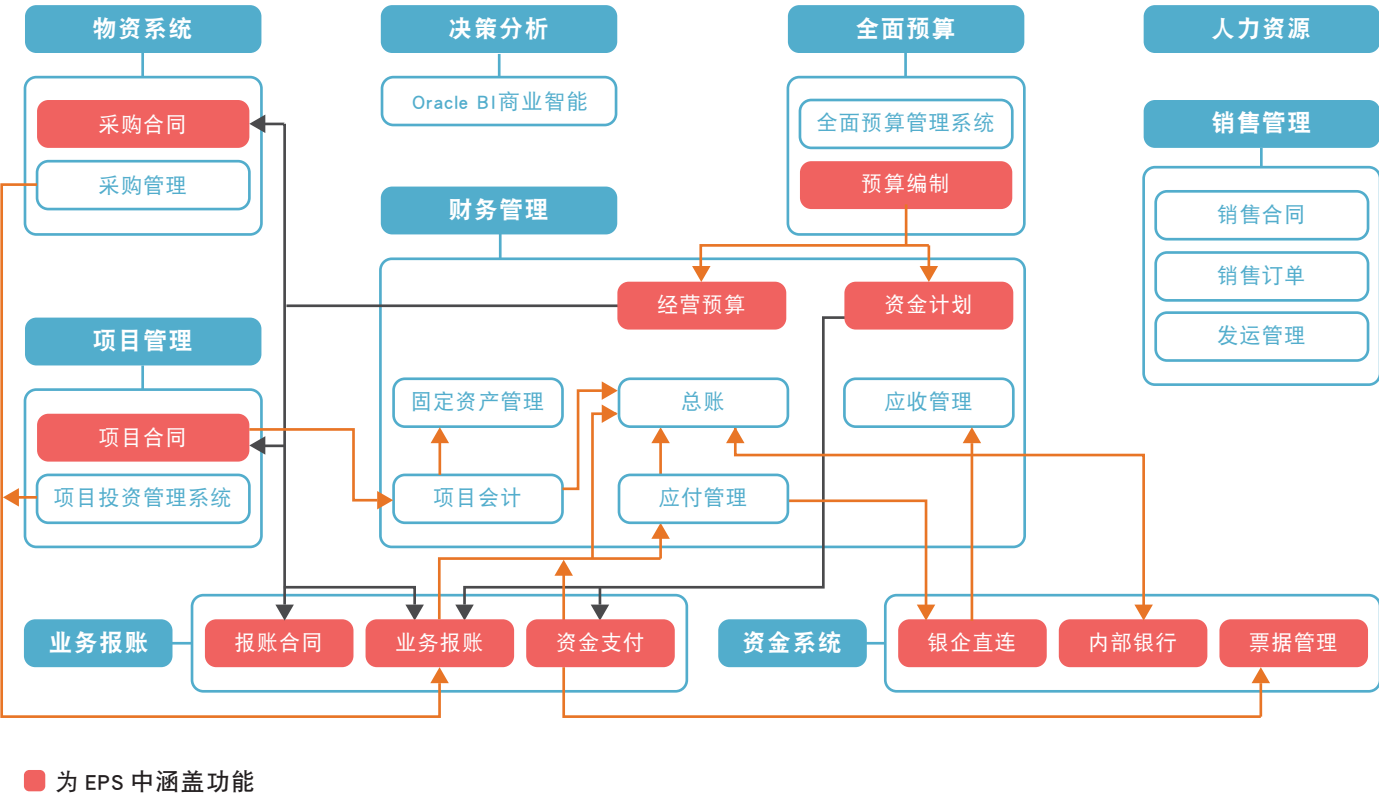 物资系统
决策分析
全面预算
人力资源
采购合同
采购管理
Oracle BI商业智能
全面预算管理系统
预算编制
销售管理
销售合同
销售订单
发运管理
财务管理
经营预算
资金计划
项目管理
项目合同
项目投资管理系统
固定资产管理
总账
应收管理
项目会计
应付管理
业务报账
报账合同
业务报账
资金支付
资金系统
银企直连
内部银行
票据管理
为 EPS 中涵盖功能